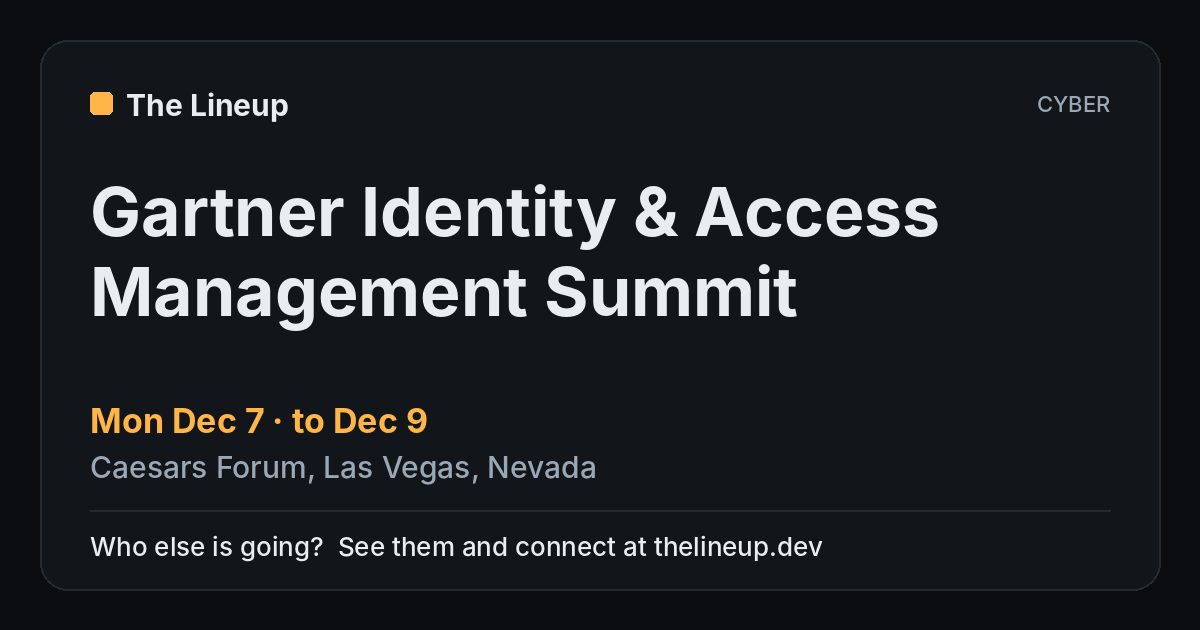 The Lineup
CYBER
Gartner Identity & Access
Management Summit
Mon Dec 7 · to Dec 9
Caesars Forum, Las Vegas, Nevada
Who else is going? See them and connect at thelineup.dev